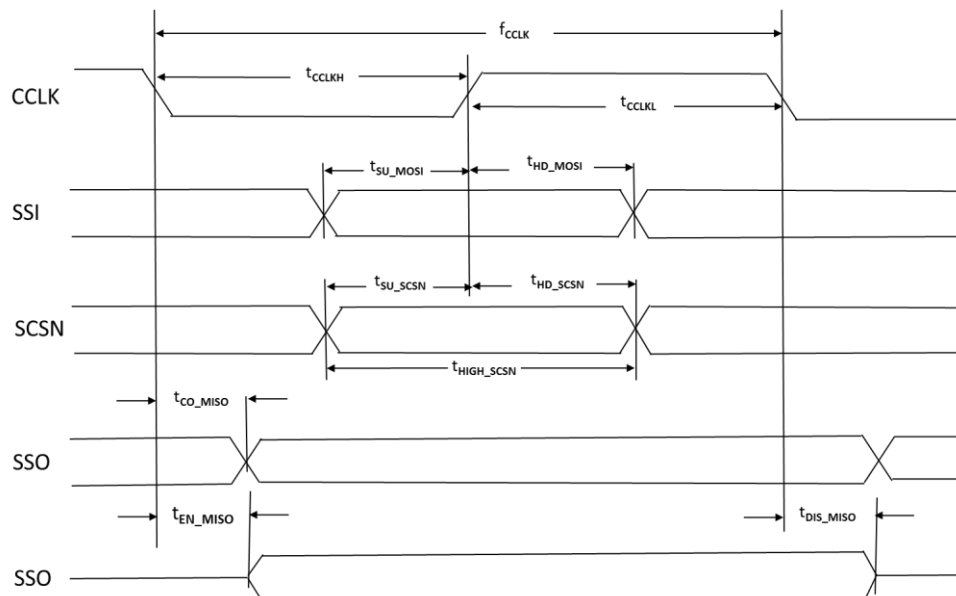 fCCLK
tCCLKH
CCLK
tCCLKL
tSU_MOSI
tHD_MOSI
SSI
tSU_SCSN
tHD_SCSN
SCSN
tHIGH_SCSN
tCO_MISO
SSO
tEN_MISO
tDIS_MISO
SSO